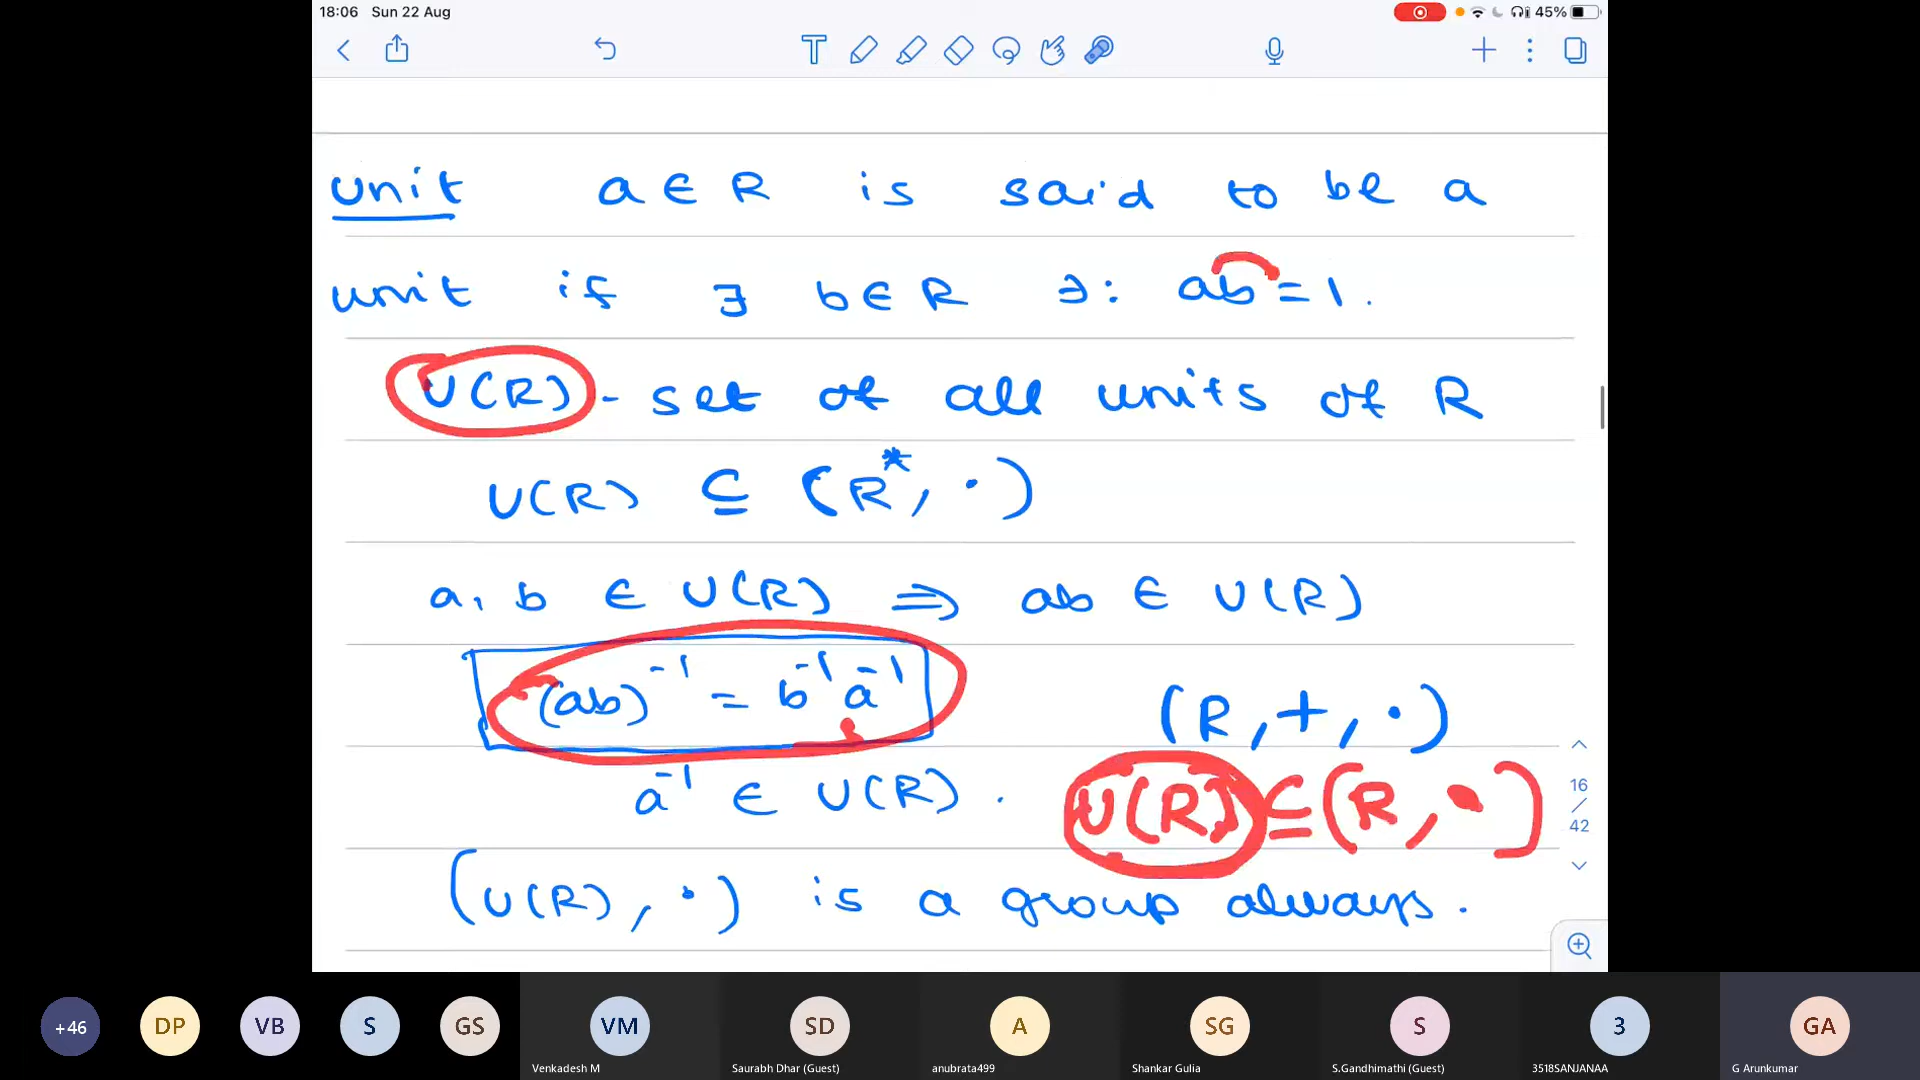 18:06 Sun 22 Aug 45%
unit a ∈ R is said to be a
unit if ∃ b ∈ R ∋: ab = 1.
U(R) - set of all units of R
U(R) ⊆ (R*, ·)
a, b ∈ U(R) ⇒ ab ∈ U(R)
(ab)⁻¹ = b⁻¹a⁻¹
(R, +, ·)
a⁻¹ ∈ U(R).
U(R) ⊆ (R, ·)
16
/
42
(U(R), ·) is a group always.
+46 DP VB S GS VM SD A SG S 3 GA
Venkadesh M Saurabh Dhar (Guest) anubrata499 Shankar Gulia S.Gandhimathi (Guest) 3518SANJANAA G Arunkumar